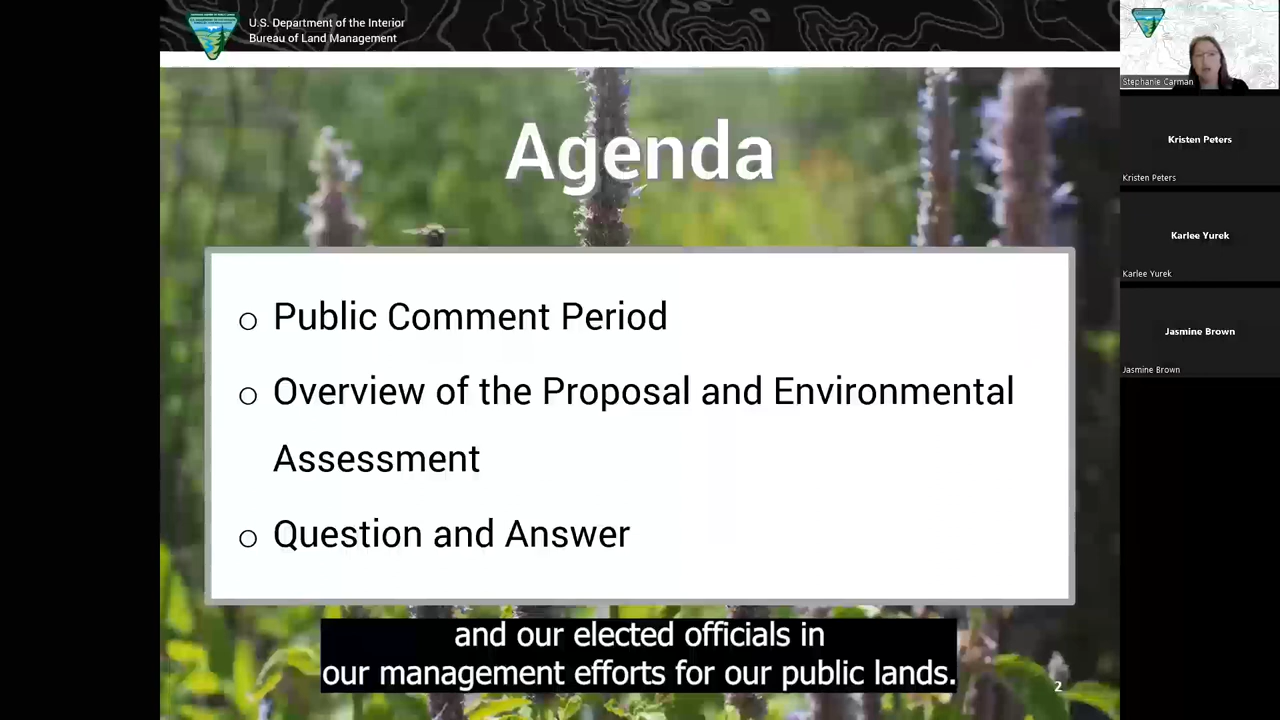 U.S. Department of the Interior
Bureau of Land Management
Agenda
o Public Comment Period
o Overview of the Proposal and Environmental
Assessment
o Question and Answer
and our elected officials in
our management efforts for our public lands.
2
Stephanie Carman
Kristen Peters
Kristen Peters
Karlee Yurek
Karlee Yurek
Jasmine Brown
Jasmine Brown